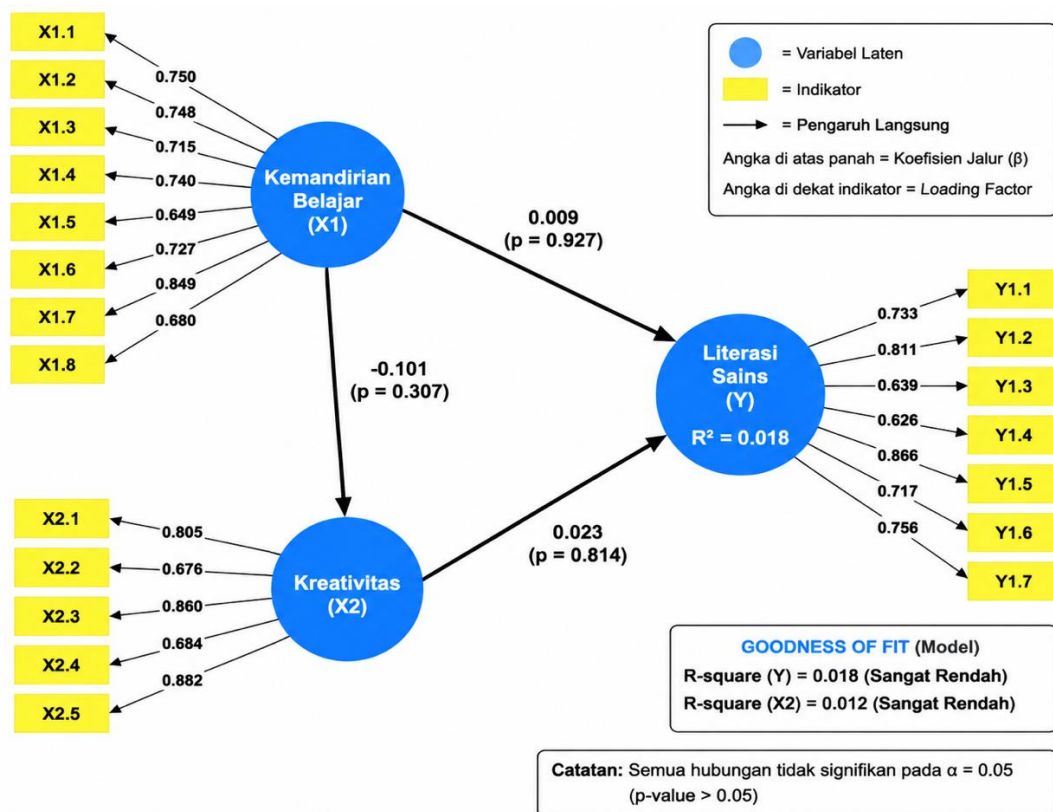 X1.1
X1.2
X1.3
X1.4
X1.5
X1.6
X1.7
X1.8
0.750
0.748
0.715
0.740
0.649
0.727
0.849
0.680
Kemandirian
Belajar
(X1)
= Variabel Laten
= Indikator
= Pengaruh Langsung
Angka di atas panah = Koefisien Jalur (β)
Angka di dekat indikator = Loading Factor
0.009
(p = 0.927)
-0.101
(p = 0.307)
Literasi
Sains
(Y)
R² = 0.018
0.733
0.811
0.639
0.626
0.866
0.717
0.756
Y1.1
Y1.2
Y1.3
Y1.4
Y1.5
Y1.6
Y1.7
X2.1
X2.2
X2.3
X2.4
X2.5
0.805
0.676
0.860
0.684
0.882
Kreativitas
(X2)
0.023
(p = 0.814)
GOODNESS OF FIT (Model)
R-square (Y) = 0.018 (Sangat Rendah)
R-square (X2) = 0.012 (Sangat Rendah)
Catatan: Semua hubungan tidak signifikan pada α = 0.05
(p-value > 0.05)